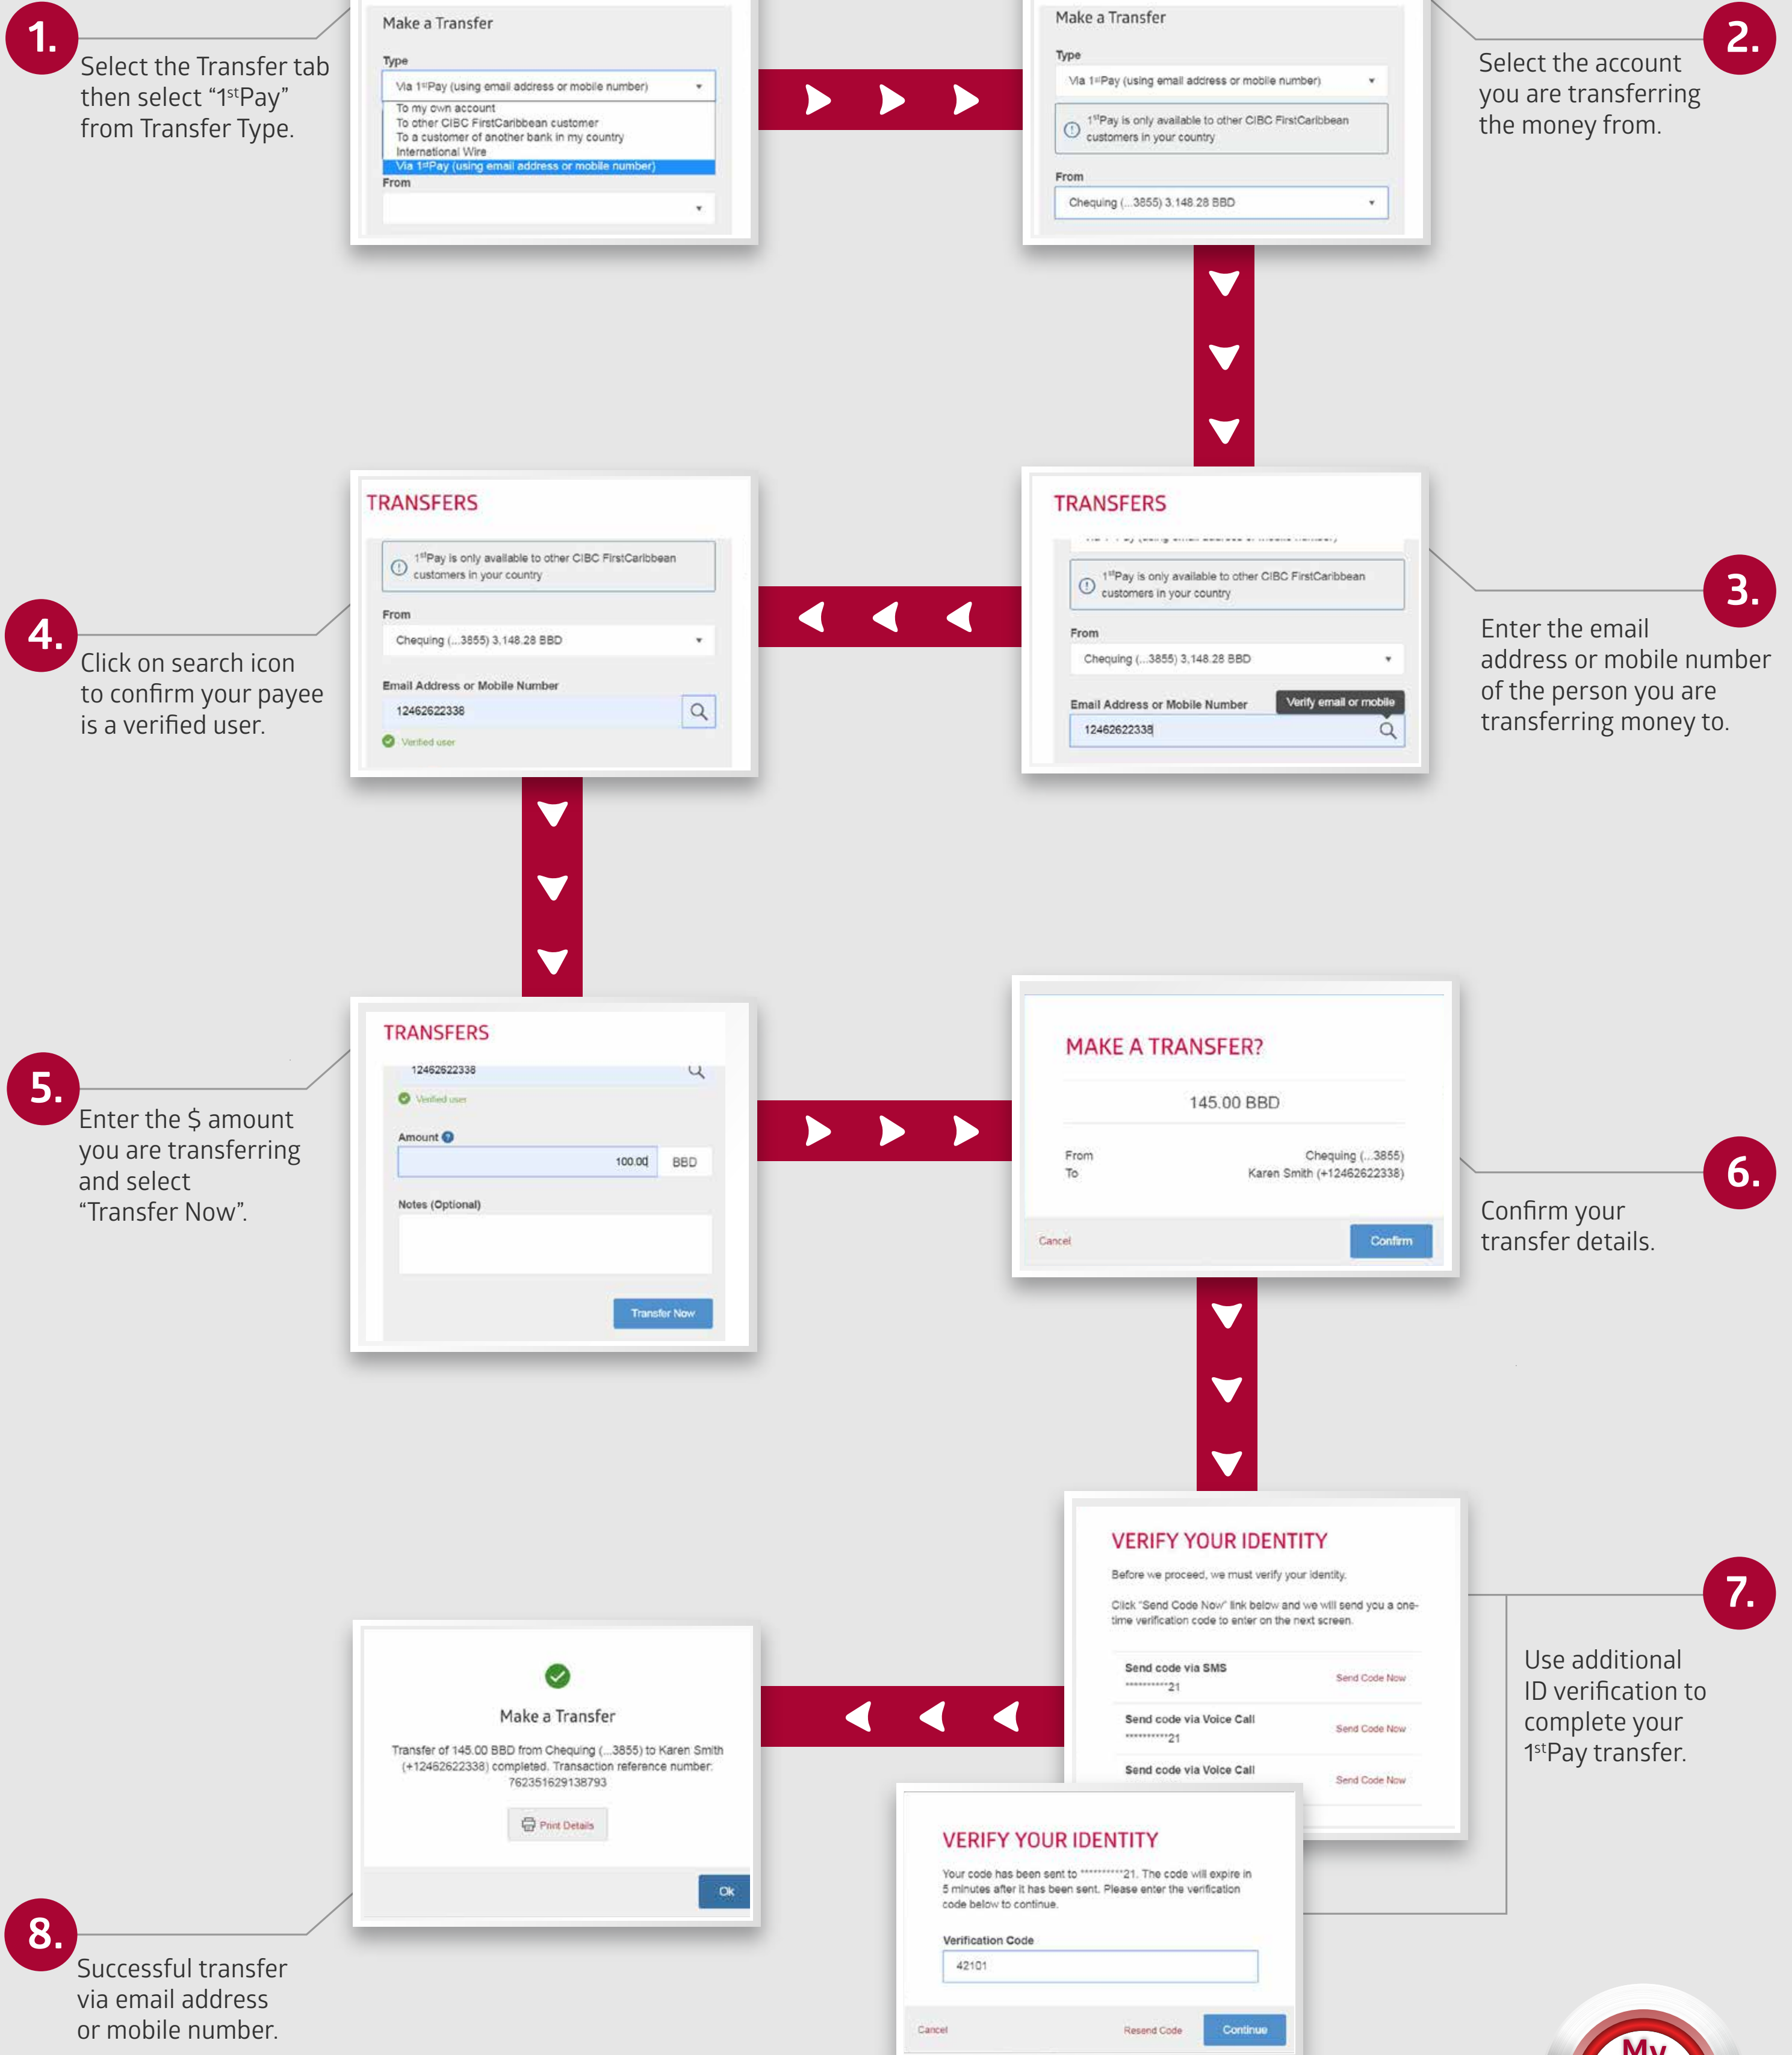 1.
Select the Transfer tab
then select “1stPay”
from Transfer Type.
Make a Transfer
Type
Via 1stPay (using email address or mobile number)
To my own account
To other CIBC FirstCaribbean customer
To a customer of another bank in my country
International Wire
Via 1stPay (using email address or mobile number)
From
Make a Transfer
Type
Via 1stPay (using email address or mobile number)
1stPay is only available to other CIBC FirstCaribbean
customers in your country
From
Chequing (...3855) 3,148.28 BBD
2.
Select the account
you are transferring
the money from.
TRANSFERS
1stPay is only available to other CIBC FirstCaribbean
customers in your country
From
Chequing (...3855) 3,148.28 BBD
Email Address or Mobile Number
Verify email or mobile
12462622338
3.
Enter the email
address or mobile number
of the person you are
transferring money to.
TRANSFERS
1stPay is only available to other CIBC FirstCaribbean
customers in your country
From
Chequing (...3855) 3,148.28 BBD
Email Address or Mobile Number
12462622338
Verified user
4.
Click on search icon
to confirm your payee
is a verified user.
5.
Enter the $ amount
you are transferring
and select
“Transfer Now”.
TRANSFERS
12462622338
Verified user
Amount ?
100.00 BBD
Notes (Optional)
Transfer Now
MAKE A TRANSFER?
145.00 BBD
From Chequing (...3855)
To Karen Smith (+12462622338)
Cancel Confirm
6.
Confirm your
transfer details.
VERIFY YOUR IDENTITY
Before we proceed, we must verify your identity.
Click “Send Code Now” link below and we will send you a one-
time verification code to enter on the next screen.
Send code via SMS
**********21
Send Code Now
Send code via Voice Call
**********21
Send Code Now
Send code via Voice Call
Send Code Now
7.
Use additional
ID verification to
complete your
1stPay transfer.
VERIFY YOUR IDENTITY
Your code has been sent to **********21. The code will expire in
5 minutes after it has been sent. Please enter the verification
code below to continue.
Verification Code
42101
Cancel Resend Code Continue
Make a Transfer
Transfer of 145.00 BBD from Chequing (...3855) to Karen Smith
(+12462622338) completed. Transaction reference number:
762351629138793
Print Details
Ok
8.
Successful transfer
via email address
or mobile number.
My